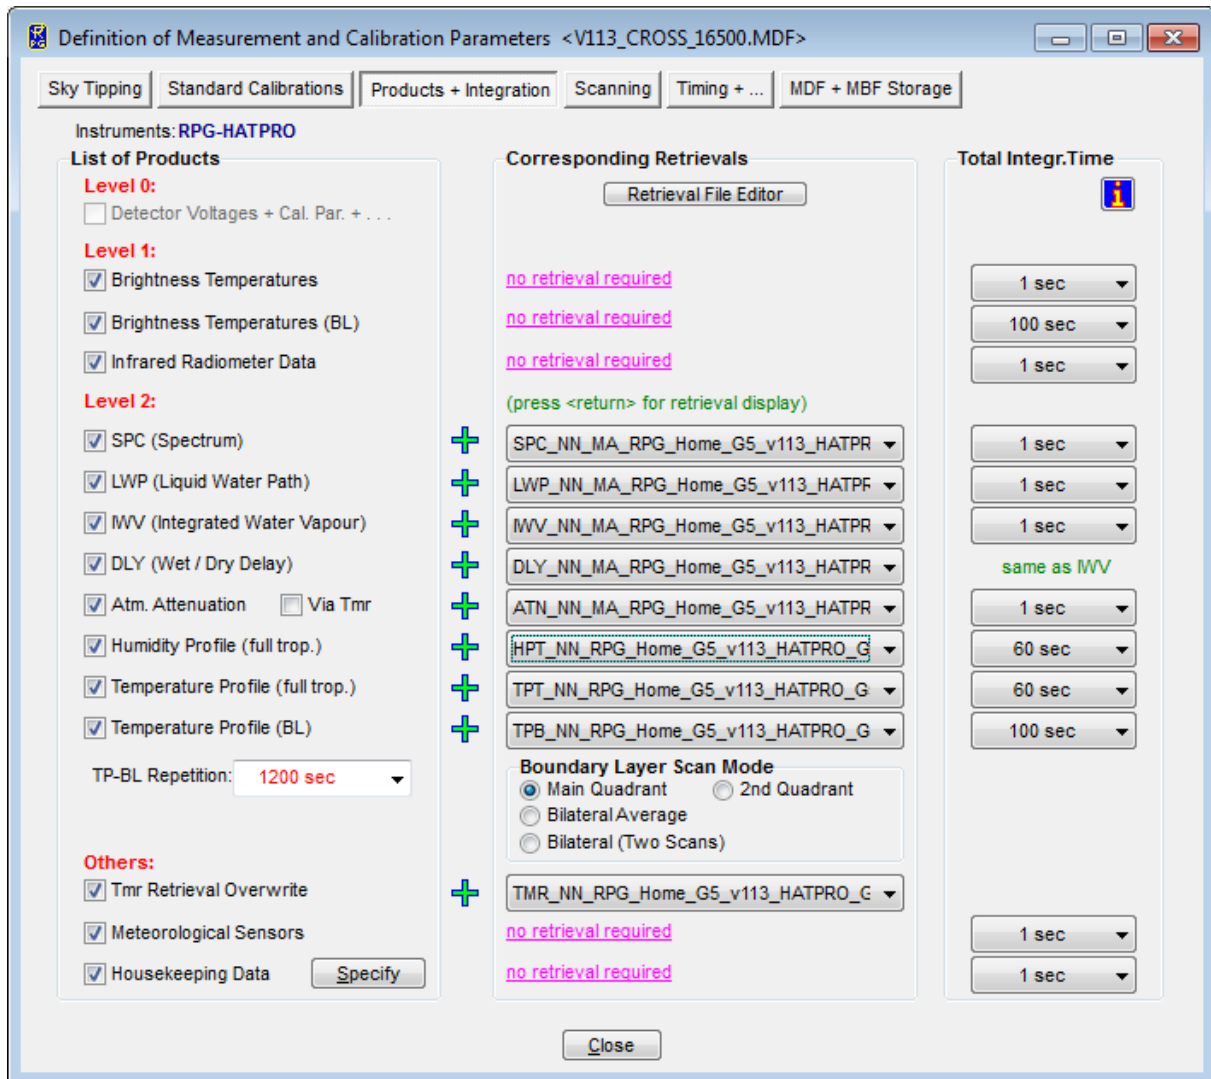 Definition of Measurement and Calibration Parameters <V113_CROSS_16500.MDF>
Sky Tipping Standard Calibrations Products + Integration Scanning Timing + ... MDF + MBF Storage
Instruments: RPG-HATPRO
List of Products Corresponding Retrievals Total Integr.Time
Level 0: Retrieval File Editor i
Detector Voltages + Cal. Par. + . . .
Level 1:
Brightness Temperatures no retrieval required 1 sec
Brightness Temperatures (BL) no retrieval required 100 sec
Infrared Radiometer Data no retrieval required 1 sec
Level 2: (press <return> for retrieval display)
SPC (Spectrum) SPC_NN_MA_RPG_Home_G5_v113_HATPR 1 sec
LWP (Liquid Water Path) LWP_NN_MA_RPG_Home_G5_v113_HATPF 1 sec
IWV (Integrated Water Vapour) IWV_NN_MA_RPG_Home_G5_v113_HATPR 1 sec
DLY (Wet / Dry Delay) DLY_NN_MA_RPG_Home_G5_v113_HATPR same as IWV
Atm. Attenuation Via Tmr ATN_NN_MA_RPG_Home_G5_v113_HATPR 1 sec
Humidity Profile (full trop.) HPT_NN_RPG_Home_G5_v113_HATPRO_G 60 sec
Temperature Profile (full trop.) TPT_NN_RPG_Home_G5_v113_HATPRO_G 60 sec
Temperature Profile (BL) TPB_NN_RPG_Home_G5_v113_HATPRO_G 100 sec
TP-BL Repetition: 1200 sec Boundary Layer Scan Mode
Main Quadrant 2nd Quadrant
Bilateral Average
Bilateral (Two Scans)
Others:
Tmr Retrieval Overwrite TMR_NN_RPG_Home_G5_v113_HATPRO_G
Meteorological Sensors no retrieval required 1 sec
Housekeeping Data Specify no retrieval required 1 sec
Close